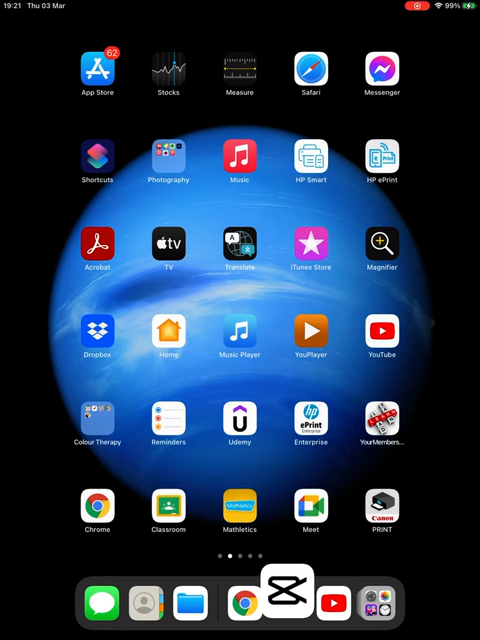 19:21 Thu 03 Mar 99%
62
App Store Stocks Measure Safari Messenger
Shortcuts Photography Music HP Smart HP ePrint
Acrobat TV Translate iTunes Store Magnifier
Dropbox Home Music Player YouPlayer YouTube
Colour Therapy Reminders Udemy Enterprise YourMembers...
Chrome Classroom Mathletics Meet PRINT